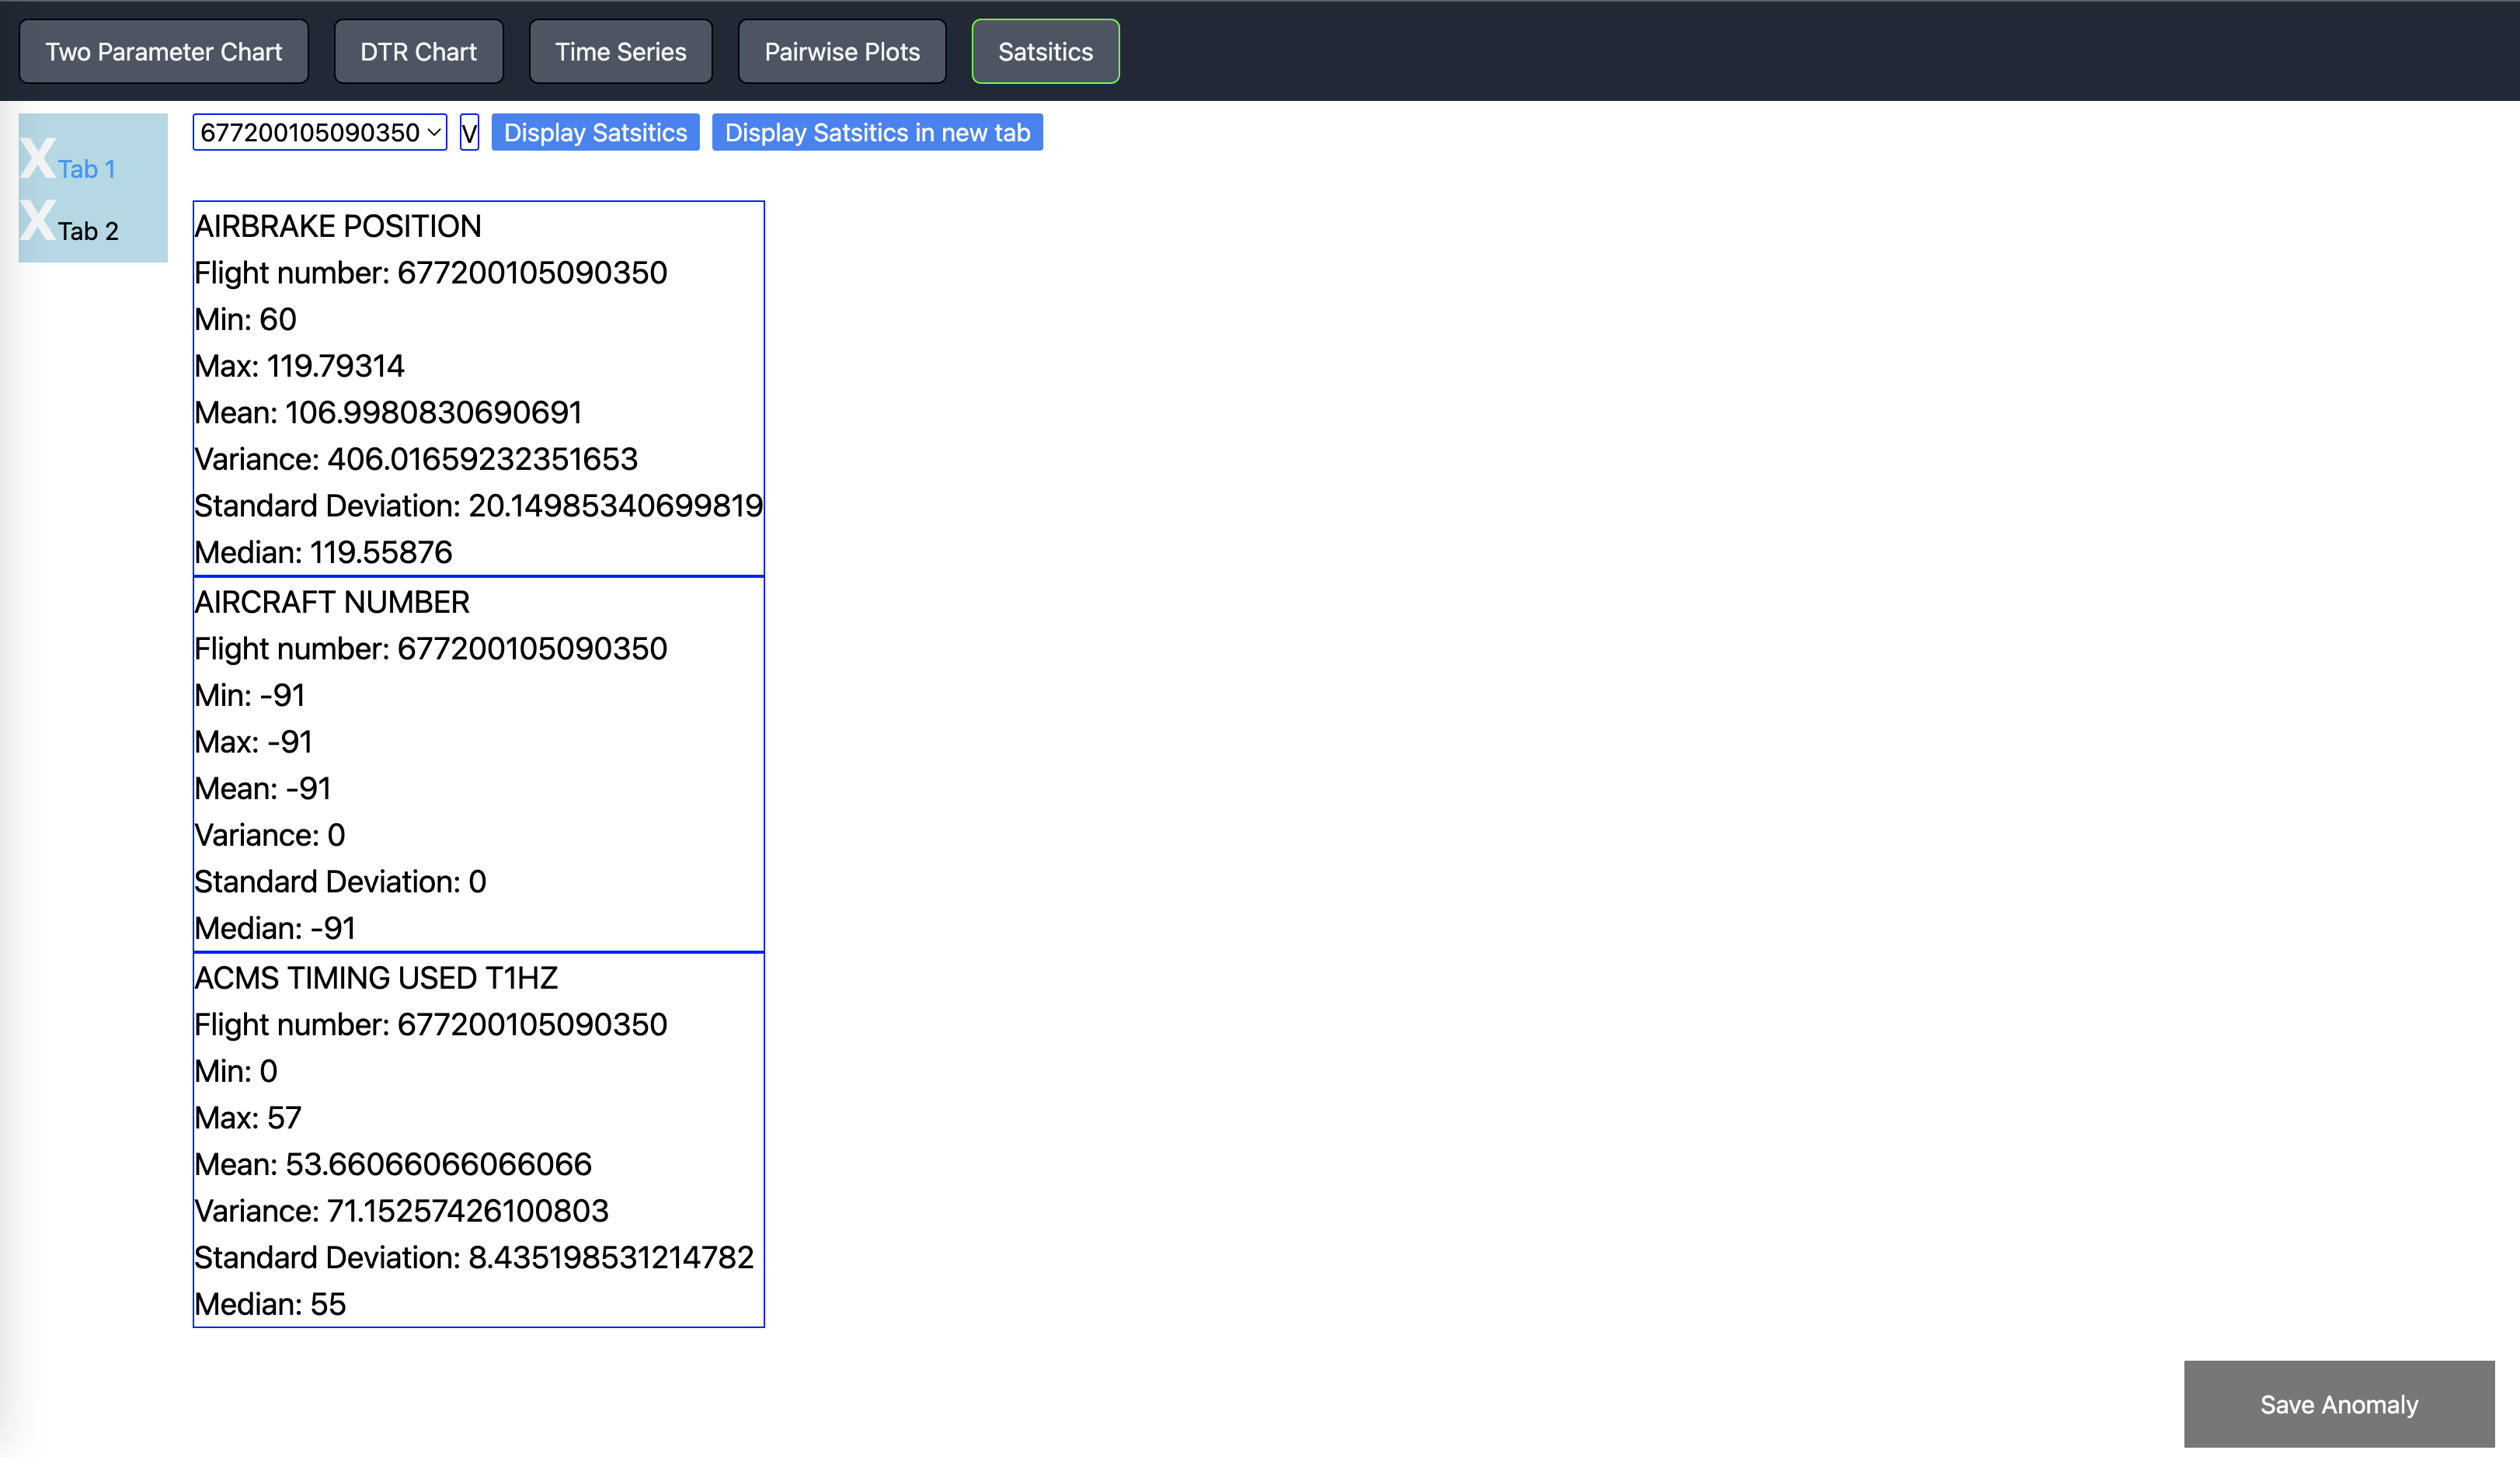 Two Parameter Chart DTR Chart Time Series Pairwise Plots Satsitics
677200105090350 V Display Satsitics Display Satsitics in new tab
X Tab 1
X Tab 2
AIRBRAKE POSITION
Flight number: 677200105090350
Min: 60
Max: 119.79314
Mean: 106.9980830690691
Variance: 406.01659232351653
Standard Deviation: 20.14985340699819
Median: 119.55876
AIRCRAFT NUMBER
Flight number: 677200105090350
Min: -91
Max: -91
Mean: -91
Variance: 0
Standard Deviation: 0
Median: -91
ACMS TIMING USED T1HZ
Flight number: 677200105090350
Min: 0
Max: 57
Mean: 53.66066066066066
Variance: 71.15257426100803
Standard Deviation: 8.435198531214782
Median: 55
Save Anomaly